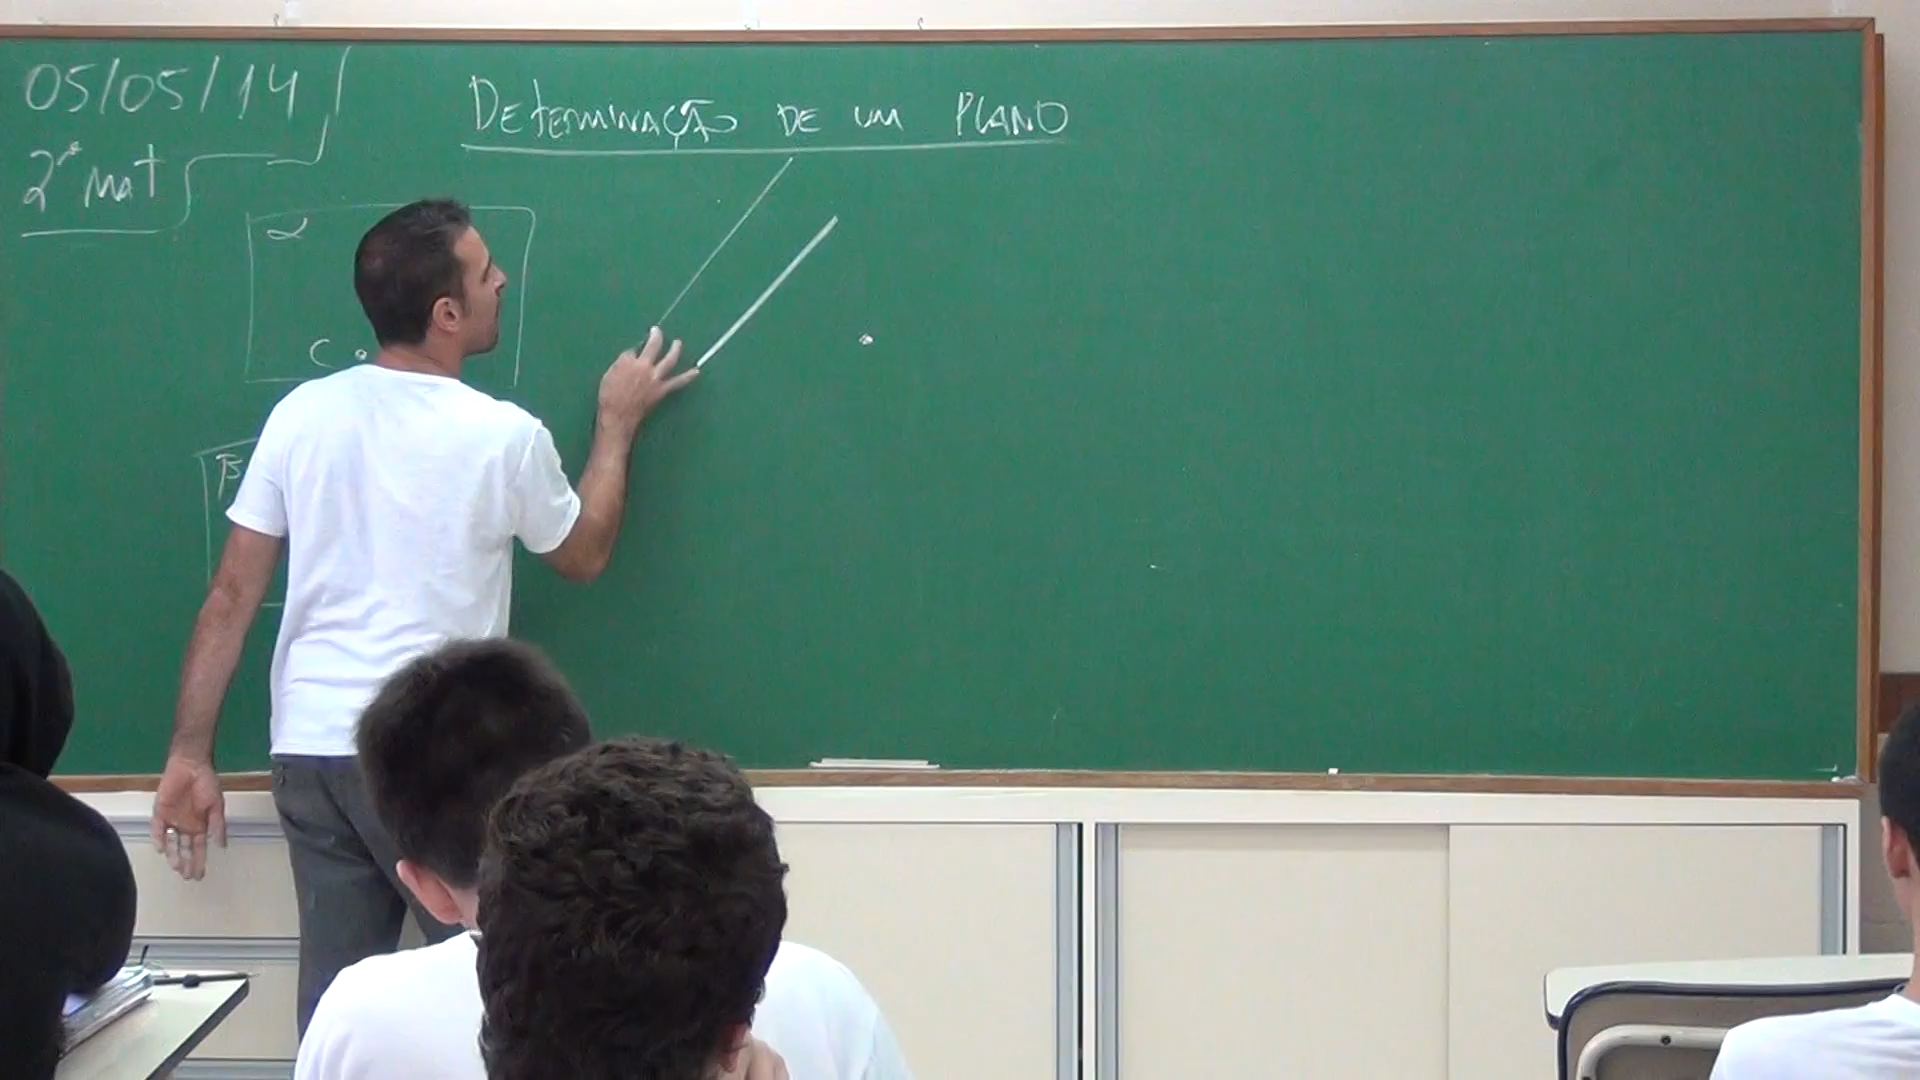 05/05/14
2ª Mat
DETERMINAÇÃO DE UM PLANO
α
C
β